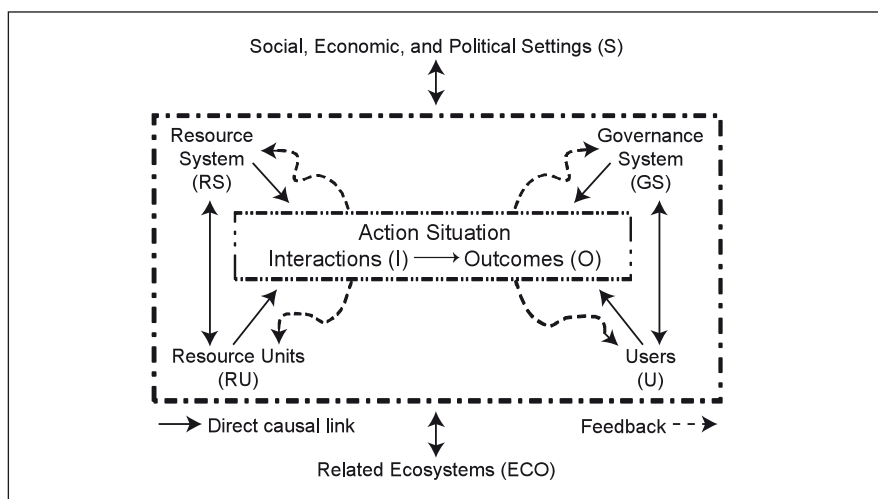 Social, Economic, and Political Settings (S)
Resource
System
(RS)
Governance
System
(GS)
Action Situation
Interactions (I) Outcomes (O)
Resource Units
(RU)
Users
(U)
Direct causal link
Feedback
Related Ecosystems (ECO)